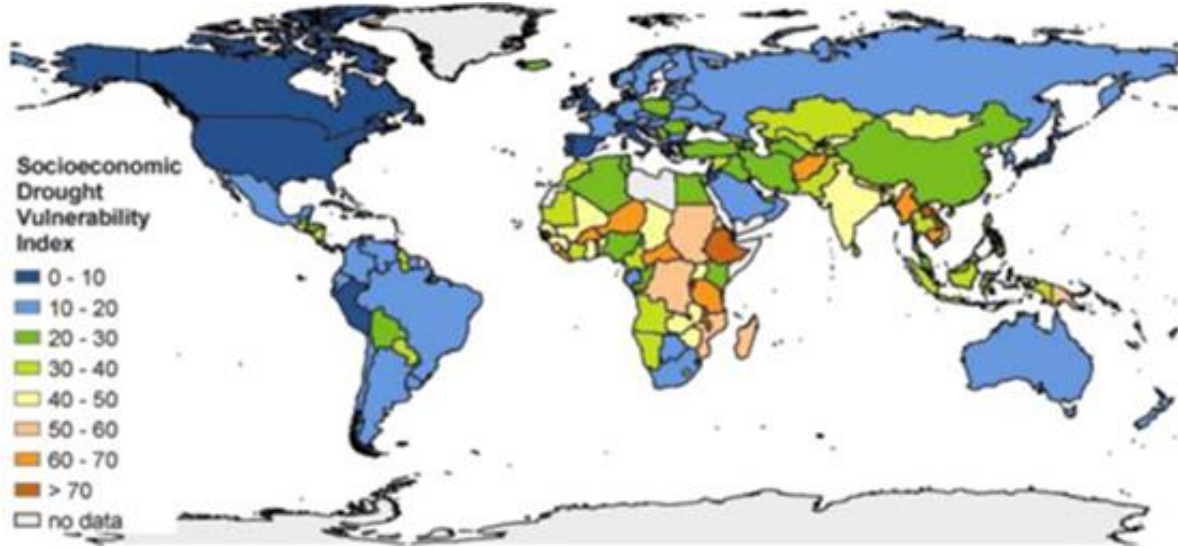 Socioeconomic
Drought
Vulnerability
Index
0 - 10
10 - 20
20 - 30
30 - 40
40 - 50
50 - 60
60 - 70
> 70
no data